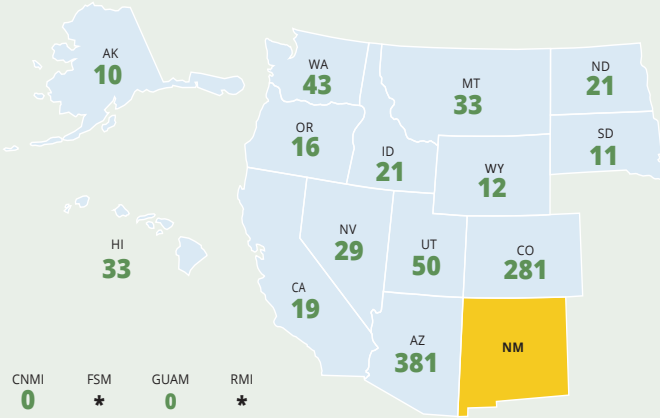 AK
10
WA
43
MT
33
ND
21
OR
16
ID
21
SD
11
WY
12
HI
33
NV
29
UT
50
CO
281
CA
19
AZ
381
NM
CNMI
0
FSM
*
GUAM
0
RMI
*